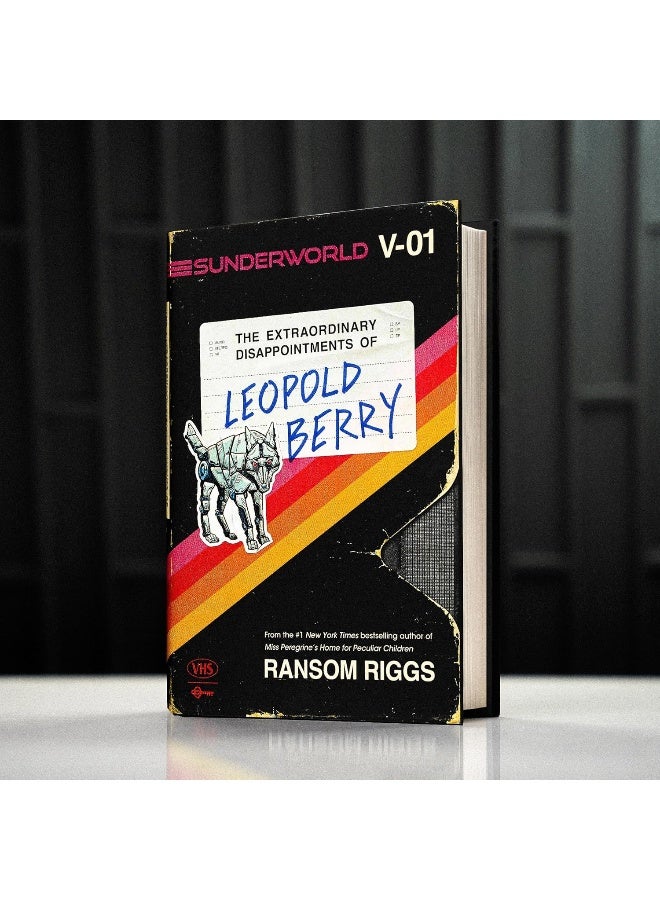 SUNDERWORLD V-01
THE EXTRAORDINARY
DISAPPOINTMENTS OF
LEOPOLD
BERRY
From the #1 New York Times bestselling author of
Miss Peregrine's Home for Peculiar Children
RANSOM RIGGS
VHS